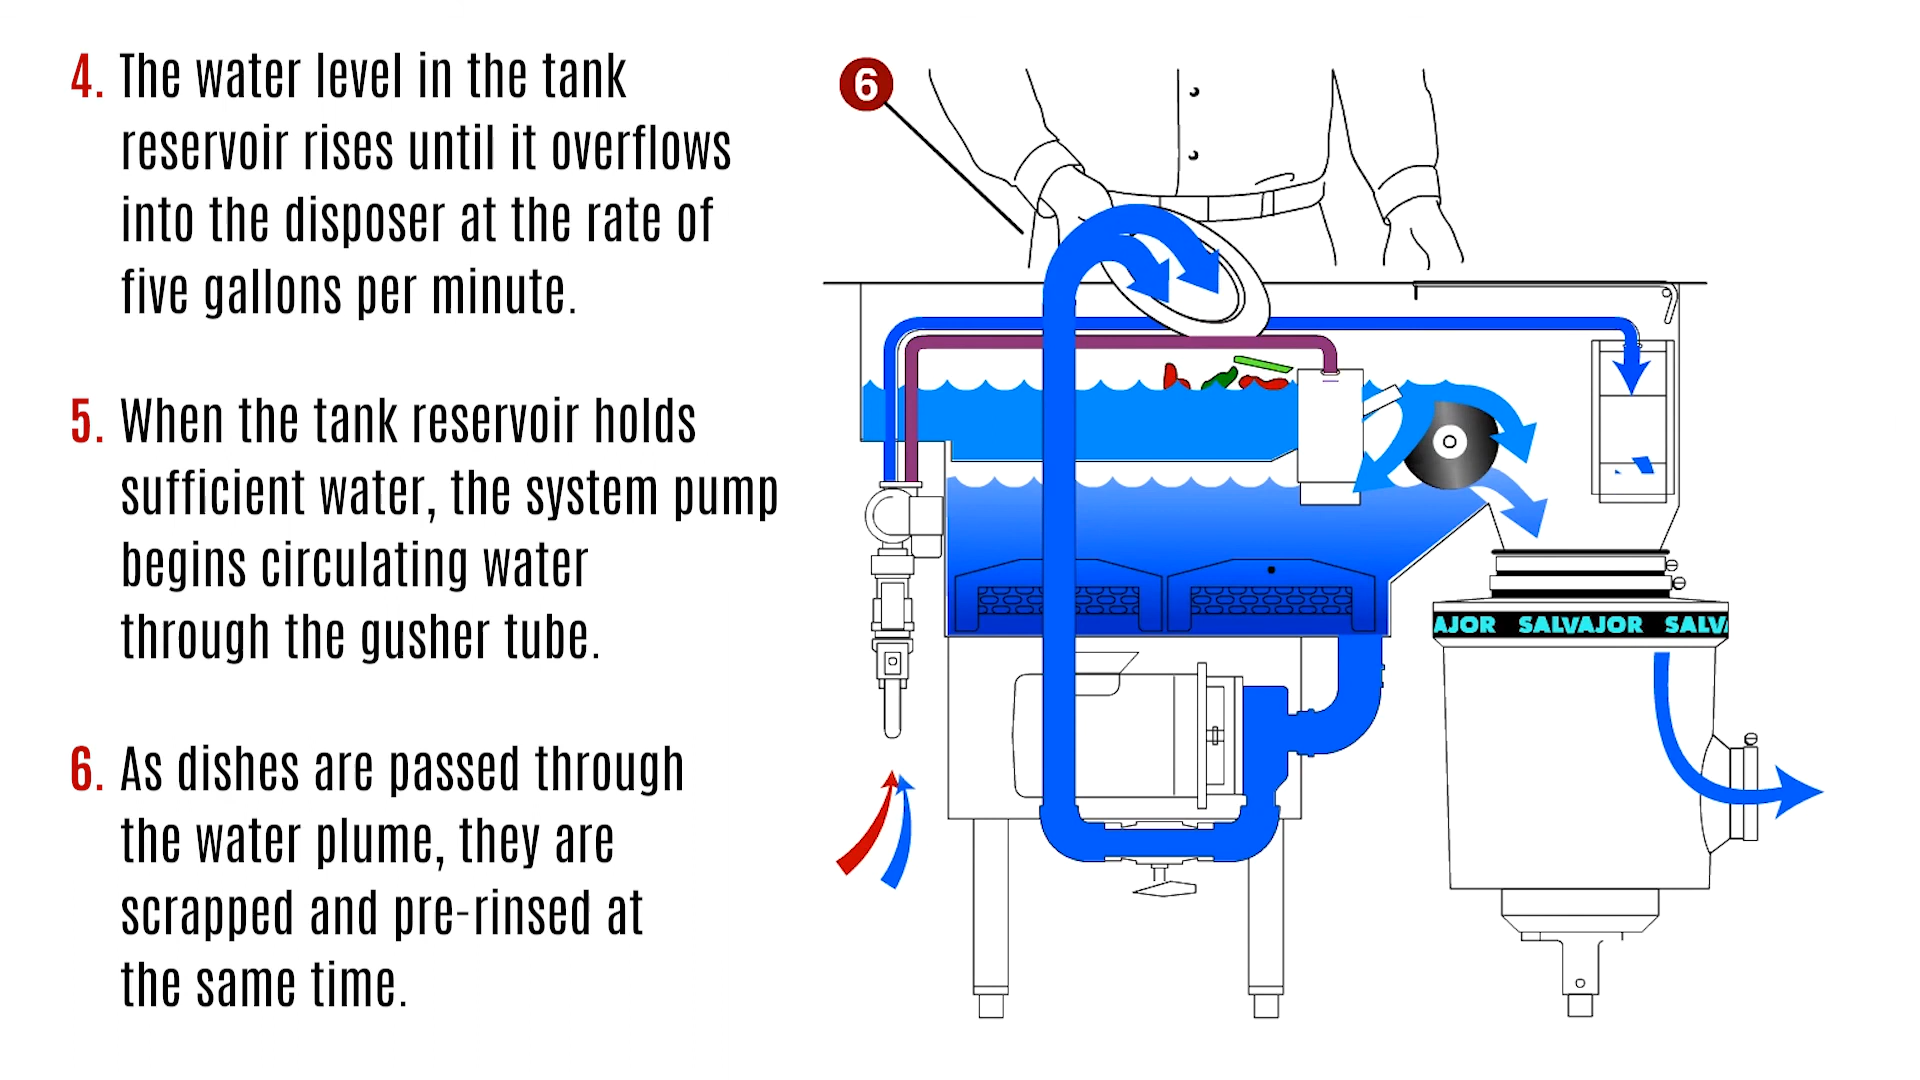 4. The water level in the tank
reservoir rises until it overflows
into the disposer at the rate of
five gallons per minute.
5. When the tank reservoir holds
sufficient water, the system pump
begins circulating water
through the gusher tube.
6. As dishes are passed through
the water plume, they are
scrapped and pre-rinsed at
the same time.
6
AJOR SALVAJOR SALV